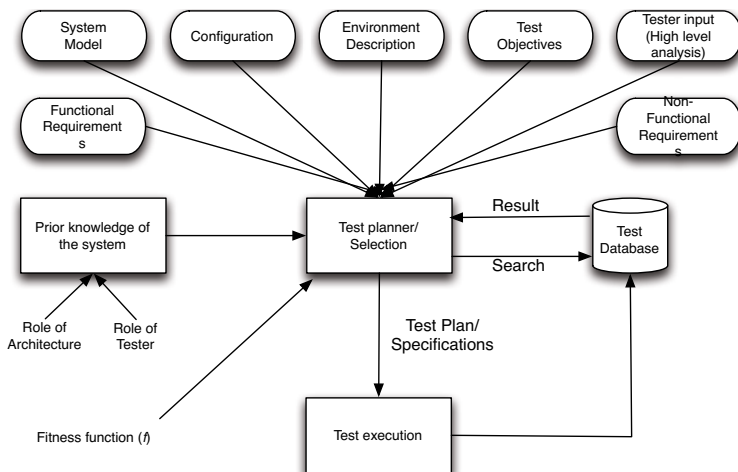 System
Model
Configuration
Environment
Description
Test
Objectives
Tester input
(High level
analysis)
Functional
Requirement
s
Non-
Functional
Requirement
s
Prior knowledge of
the system
Test planner/
Selection
Result
Search
Test
Database
Role of
Architecture
Role of
Tester
Test Plan/
Specifications
Fitness function (f)
Test execution